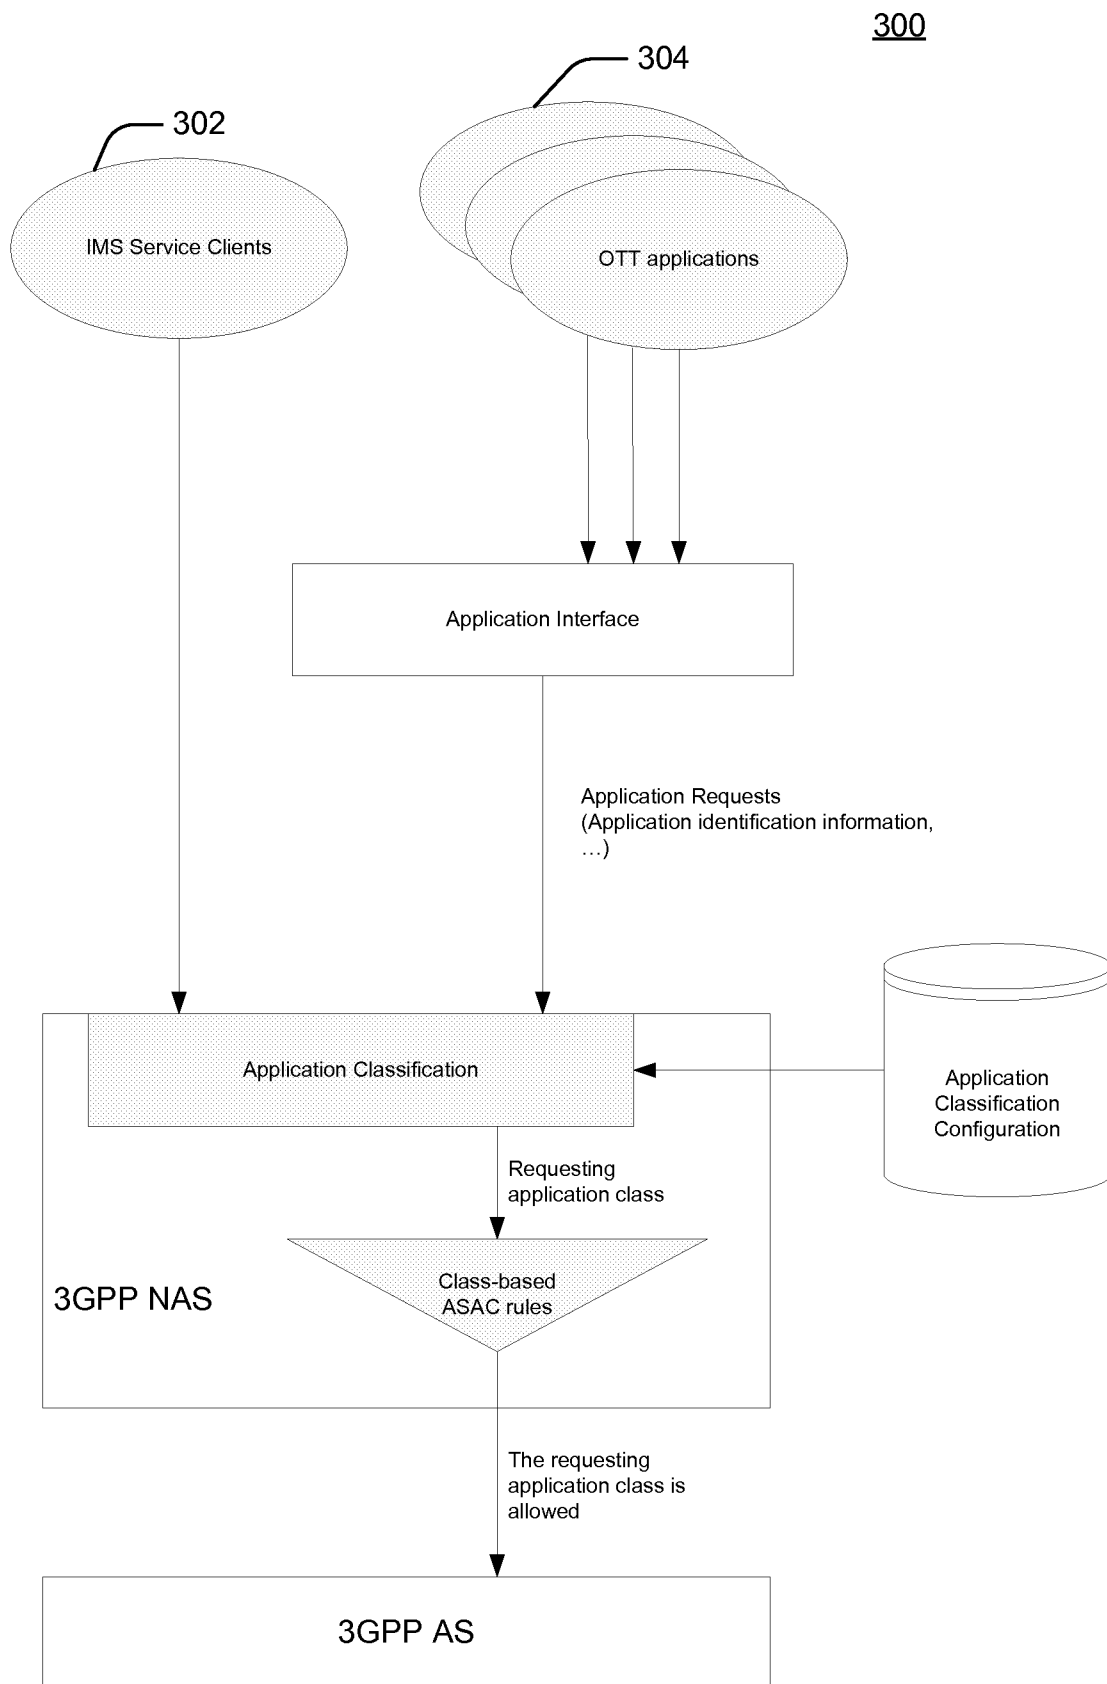 300
304
302
IMS Service Clients
OTT applications
Application Interface
Application Requests
(Application identification information,
…)
Application Classification
Application
Classification
Configuration
Requesting
application class
Class-based
ASAC rules
3GPP NAS
The requesting
application class is
allowed
3GPP AS